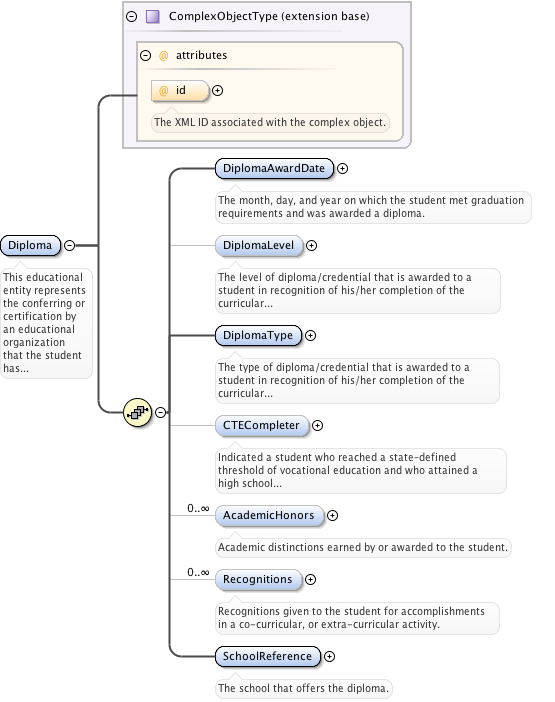 ComplexObjectType (extension base)
@ attributes
@ id
The XML ID associated with the complex object.
Diploma
This educational
entity represents
the conferring or
certification by
an educational
organization
that the student
has...
DiplomaAwardDate
The month, day, and year on which the student met graduation
requirements and was awarded a diploma.
DiplomaLevel
The level of diploma/credential that is awarded to a
student in recognition of his/her completion of the
curricular...
DiplomaType
The type of diploma/credential that is awarded to a
student in recognition of his/her completion of the
curricular...
CTECompleter
Indicated a student who reached a state-defined
threshold of vocational education and who attained a
high school...
0..∞
AcademicHonors
Academic distinctions earned by or awarded to the student.
0..∞
Recognitions
Recognitions given to the student for accomplishments
in a co-curricular, or extra-curricular activity.
SchoolReference
The school that offers the diploma.